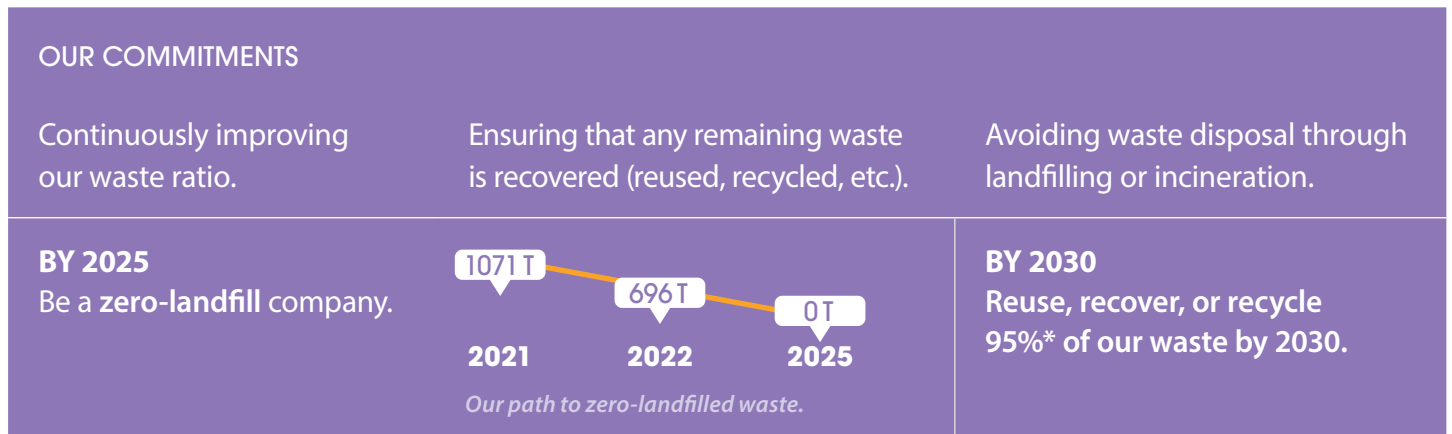 OUR COMMITMENTS
Continuously improving
our waste ratio.
Ensuring that any remaining waste
is recovered (reused, recycled, etc.).
Avoiding waste disposal through
landfilling or incineration.
BY 2025
Be a zero-landfill company.
1071 T
696 T
0 T
2021
2022
2025
Our path to zero-landfilled waste.
BY 2030
Reuse, recover, or recycle
95%* of our waste by 2030.